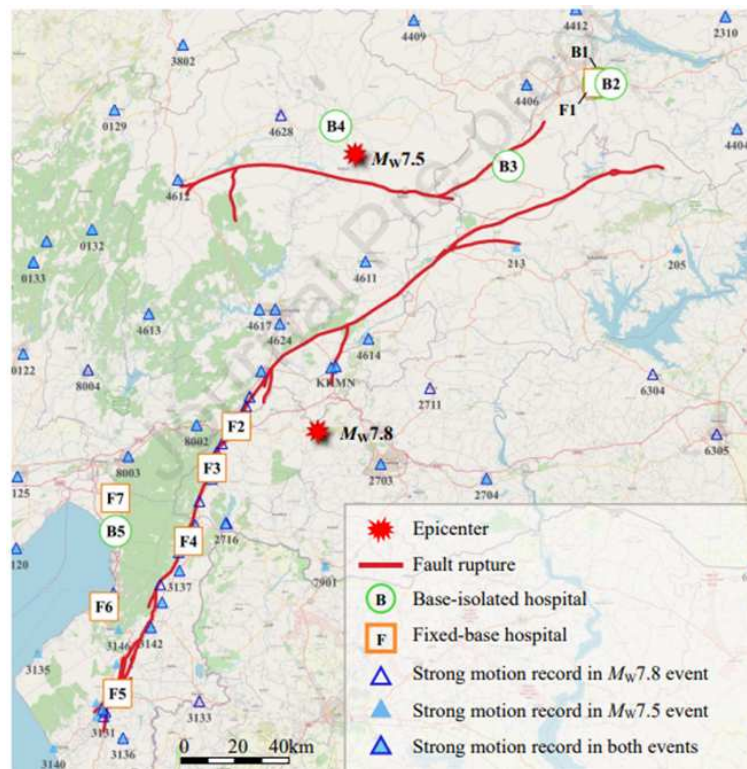 4412
2310
4409
3802
B1
4406
B2
F1
0129
4628
B4
4404
Mw7.5
B3
4612
0132
0133
4611
213
205
4613
4617
4624
4614
0122
8004
KHMN
6304
2711
F2
8002
Mw7.8
6305
F3
8003
2703
125
2704
F7
B5
2716
F4
120
7901
3137
F6
3142
3146
3135
F5
3133
3131
3136
3140
0 20 40km
Epicenter
Fault rupture
B Base-isolated hospital
F Fixed-base hospital
Strong motion record in Mw7.8 event
Strong motion record in Mw7.5 event
Strong motion record in both events
Journal Pre-proof